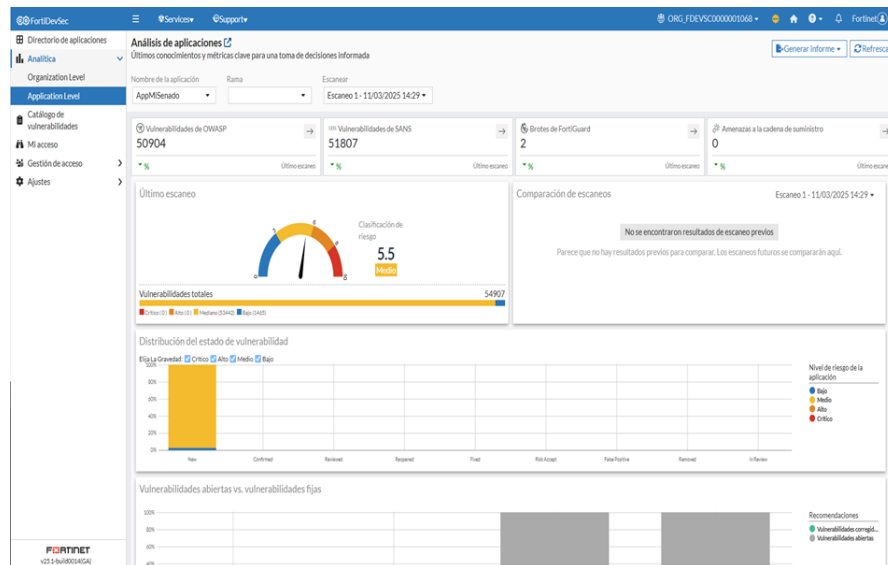 FortiDevSec
Services
Support
ORG_FDEVSC0000001068
Fortinet
Directorio de aplicaciones
Analítica
Organization Level
Application Level
Catálogo de
vulnerabilidades
Mi acceso
Gestión de acceso
Ajustes
FORTINET
v25.1-build0014(GA)
Análisis de aplicaciones
Últimos conocimientos y métricas clave para una toma de decisiones informada
Generar informe
Refresca
Nombre de la aplicación
Rama
Escanear
AppMISenado
Escaneo 1 - 11/03/2025 14:29
Vulnerabilidades de OWASP
50904
%
Último escaneo
Vulnerabilidades de SANS
51807
%
Último escaneo
Brotes de FortiGuard
2
%
Último escaneo
Amenazas a la cadena de suministro
0
%
Último escane
Último escaneo
Clasificación de
riesgo
5.5
Medio
Vulnerabilidades totales
54907
Crítico ( 0 ) Alto ( 0 ) Mediano (53442) Bajo (1465)
Comparación de escaneos
Escaneo 1 - 11/03/2025 14:29
No se encontraron resultados de escaneo previos
Parece que no hay resultados previos para comparar. Los escaneos futuros se compararán aquí.
Distribución del estado de vulnerabilidad
Elija La Gravedad: Crítico Alto Medio Bajo
100%
80%
60%
40%
20%
0%
New Confirmed Reviewed Reopened Fixed Risk Accept False Positive Removed In Review
Nivel de riesgo de la
aplicación
Bajo
Medio
Alto
Crítico
Vulnerabilidades abiertas vs. vulnerabilidades fijas
100%
80%
60%
40%
Recomendaciones
Vulnerabilidades corregid...
Vulnerabilidades abiertas